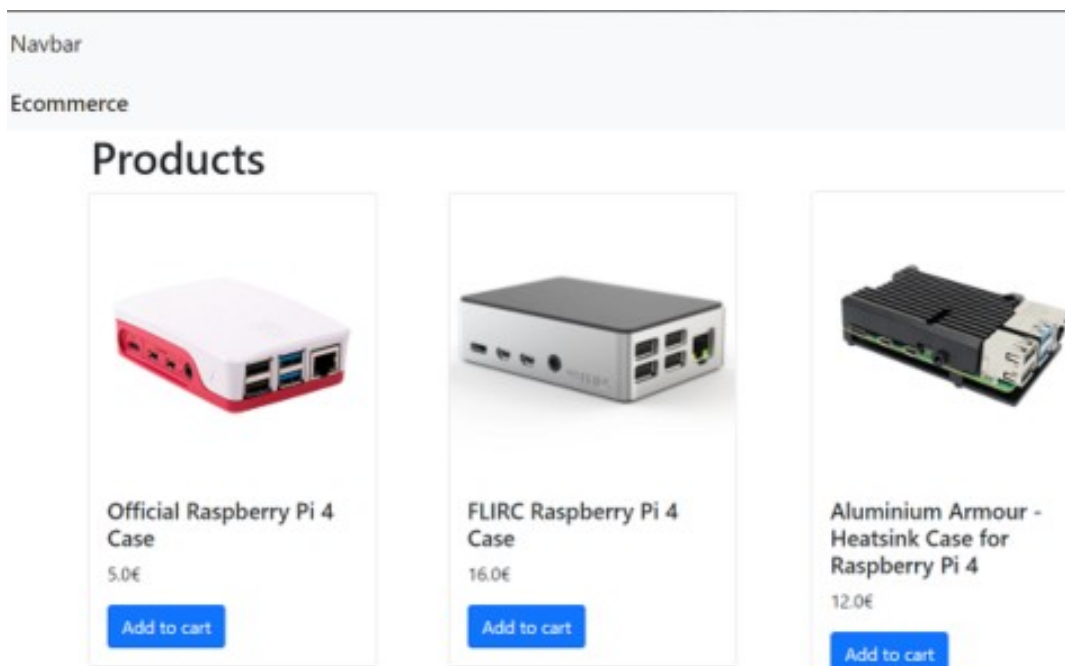 Navbar
Ecommerce
Products
Official Raspberry Pi 4
Case
5.0€
Add to cart
FLIRC Raspberry Pi 4
Case
16.0€
Add to cart
Aluminium Armour -
Heatsink Case for
Raspberry Pi 4
12.0€
Add to cart